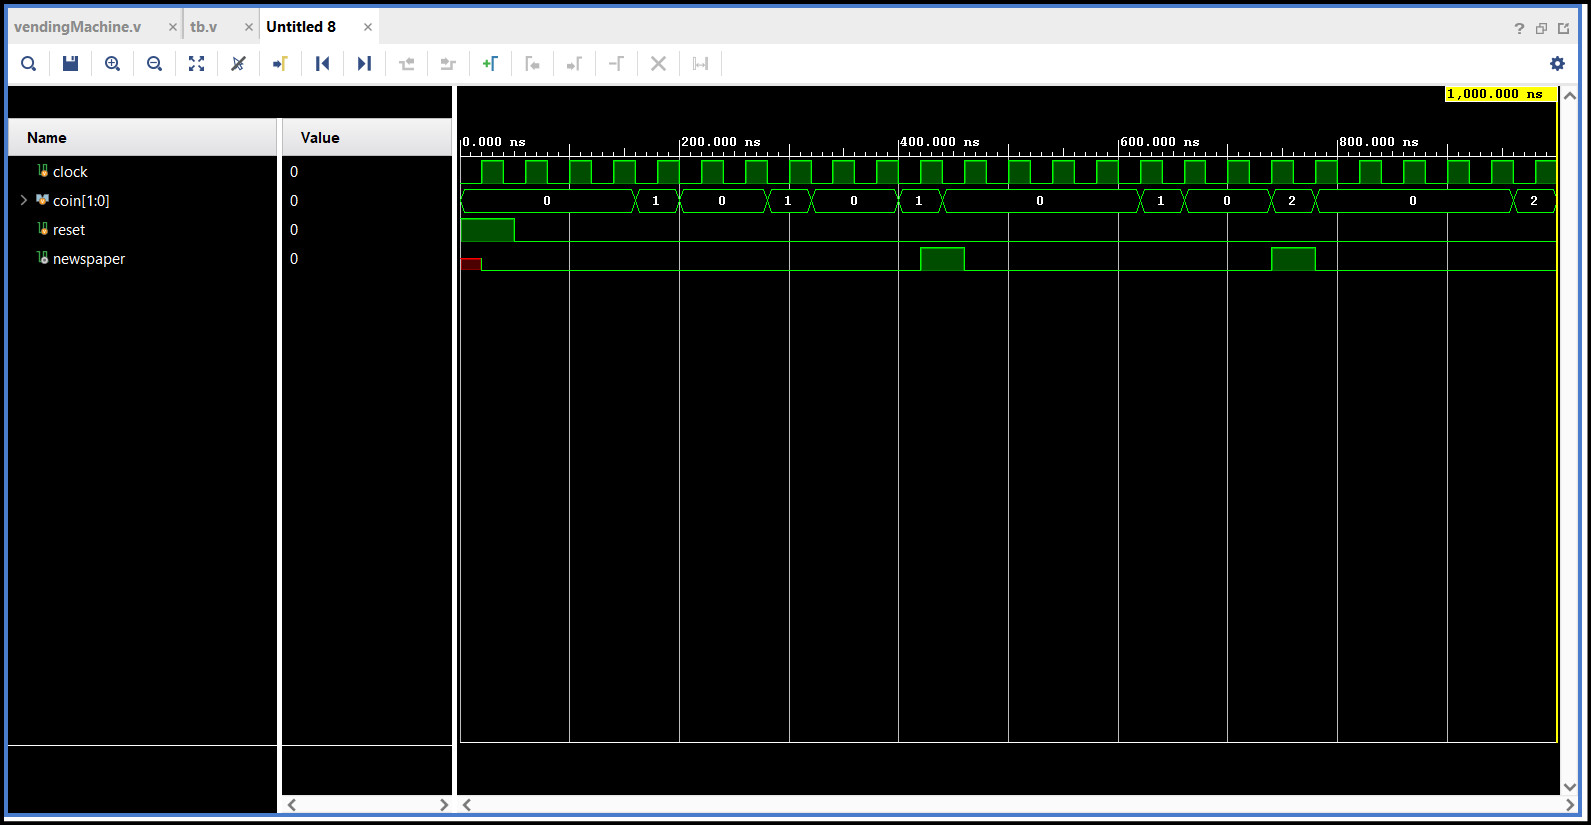 vendingMachine.v × tb.v × Untitled 8 × ?
1,000.000 ns
Name Value
0.000 ns 200.000 ns 400.000 ns 600.000 ns 800.000 ns
clock 0
coin[1:0] 0 0 1 0 1 0 1 0 1 0 2 0 2
reset 0
newspaper 0